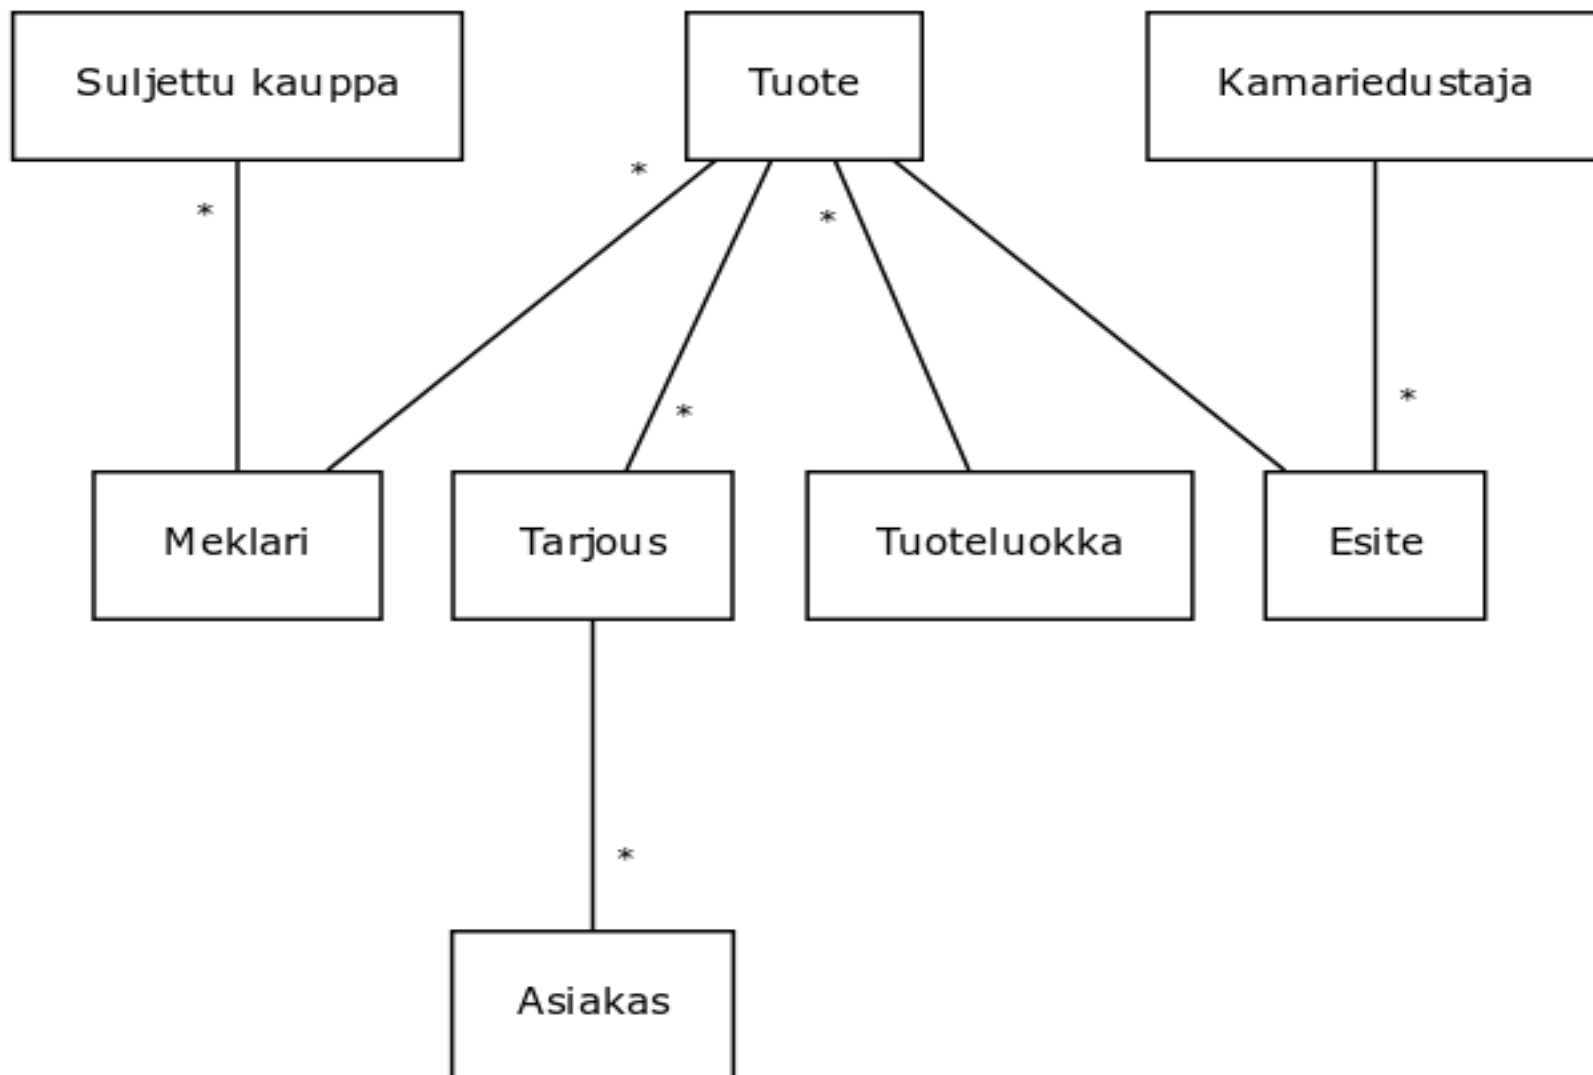 Suljettu kauppa
Tuote
Kamariedustaja
*
*
*
*
*
Meklari
Tarjous
Tuoteluokka
Esite
*
Asiakas